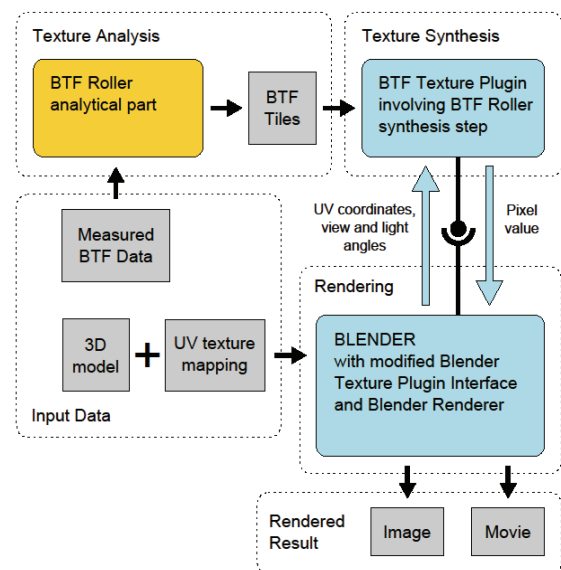 Texture Analysis
BTF Roller
analytical part
BTF
Tiles
Texture Synthesis
BTF Texture Plugin
involving BTF Roller
synthesis step
UV coordinates,
view and light
angles
Pixel
value
Measured
BTF Data
3D
model
+
UV texture
mapping
Input Data
Rendering
BLENDER
with modified Blender
Texture Plugin Interface
and Blender Renderer
Rendered
Result
Image
Movie